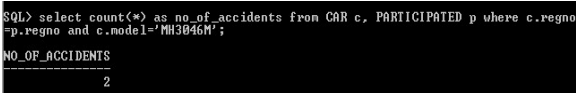 SQL> select count(*) as no_of_accidents from CAR c, PARTICIPATED p where c.regno
=p.regno and c.model='MH3046M';
NO_OF_ACCIDENTS
---------------
2